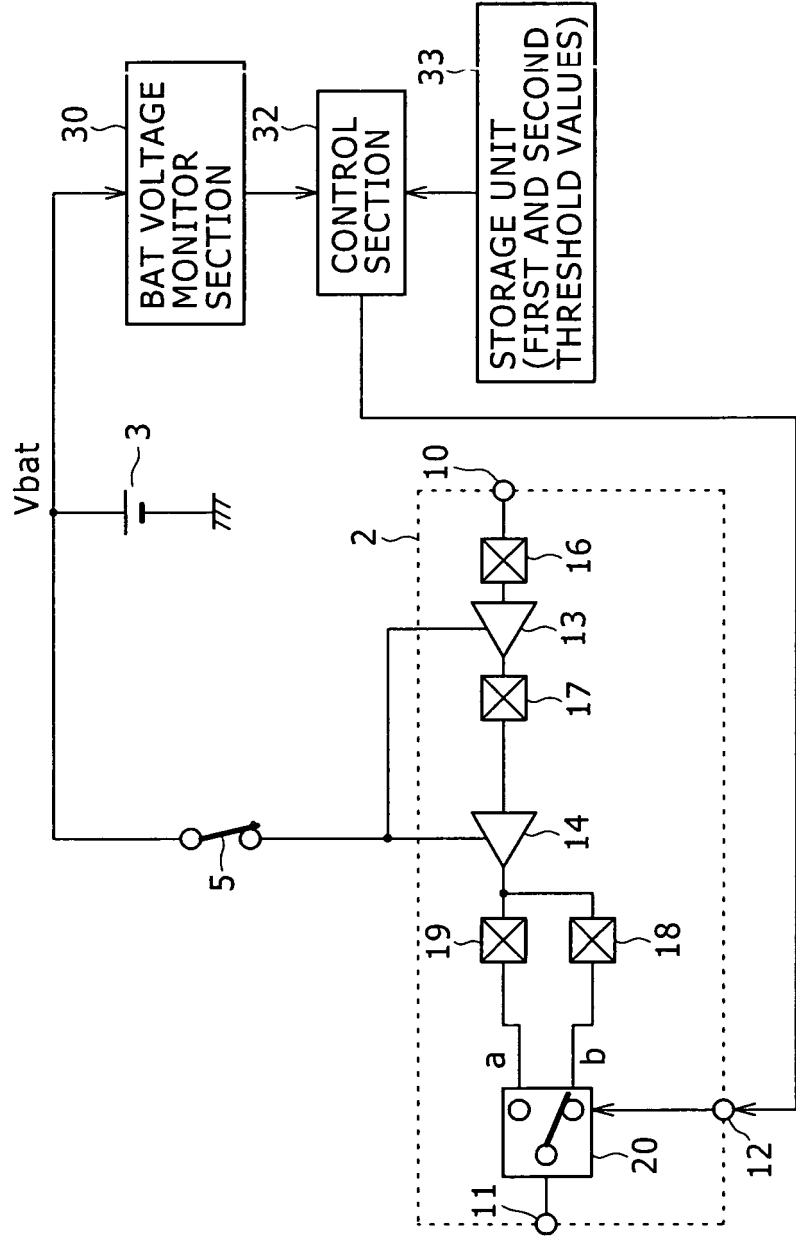 Vbat
3
5
BAT VOLTAGE
MONITOR
SECTION
30
CONTROL
SECTION
32
STORAGE UNIT
(FIRST AND SECOND
THRESHOLD VALUES)
33
2
10
16
13
17
14
19
18
a
b
20
11
12